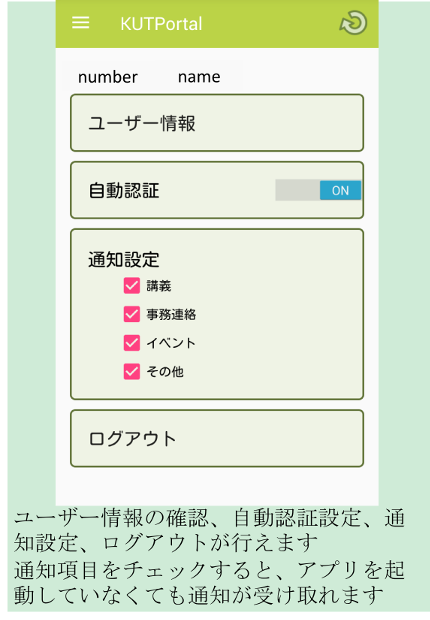 KUTPortal
number name
ユーザー情報
自動認証
ON
通知設定
講義
事務連絡
イベント
その他
ログアウト
ユーザー情報の確認、自動認証設定、通
知設定、ログアウトが行えます
通知項目をチェックすると、アプリを起
動していなくても通知が受け取れます